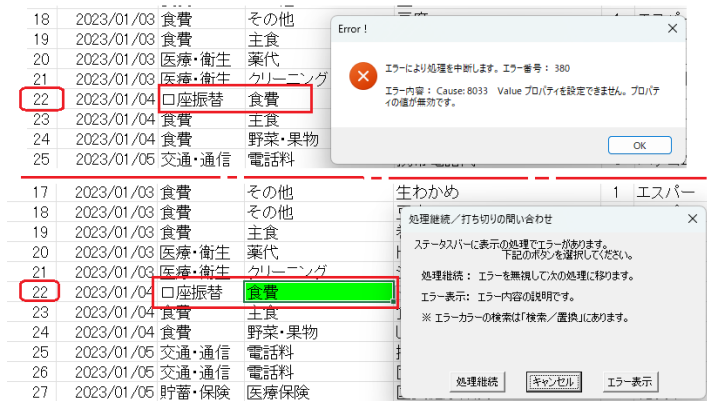 18 2023/01/03 食費 その他
19 2023/01/03 食費 主食
20 2023/01/03 医療・衛生 薬代
21 2023/01/03 医療・衛生 クリーニング
22 2023/01/04 口座振替 食費
23 2023/01/04 食費 主食
24 2023/01/04 食費 野菜・果物
25 2023/01/05 交通・通信 電話料
Error !
エラーにより処理を中断します。エラー番号： 380
エラー内容： Cause: 8033 Value プロパティを設定できません。プロパテ
ィの値が無効です。
OK
17 2023/01/03 食費 その他 生わかめ 1 エスパー
18 2023/01/03 食費 その他
19 2023/01/03 食費 主食
20 2023/01/03 医療・衛生 薬代
21 2023/01/03 医療・衛生 クリーニング
22 2023/01/04 口座振替 食費
23 2023/01/04 食費 主食
24 2023/01/04 食費 野菜・果物
25 2023/01/05 交通・通信 電話料
26 2023/01/05 交通・通信 電話料
27 2023/01/05 貯蓄・保険 医療保険
処理継続／打ち切りの問い合わせ
ステータスバーに表示の処理でエラーがあります。
下記のボタンを選択してください。
処理継続： エラーを無視して次の処理に移ります。
エラー表示： エラー内容の説明です。
※ エラーカラーの検索は「検索／置換」にあります。
処理継続 キャンセル エラー表示